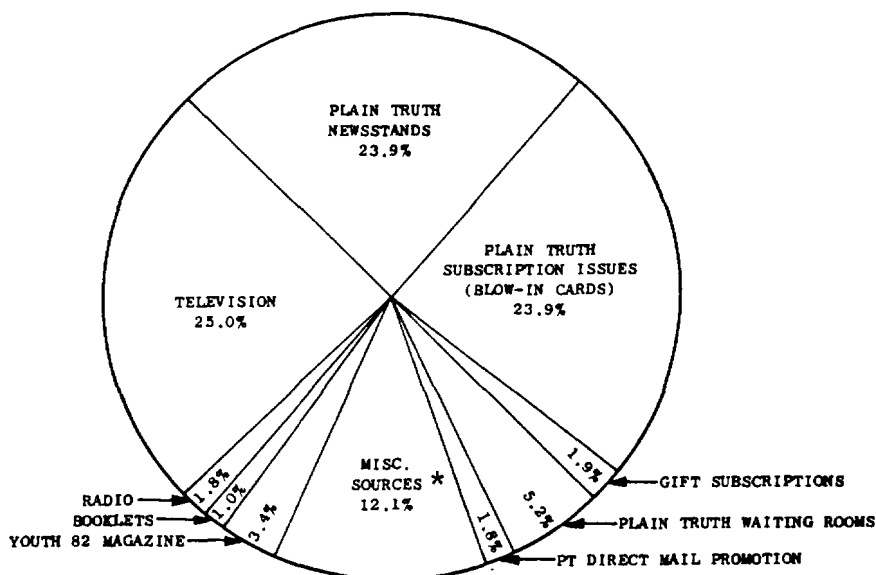 PLAIN TRUTH
NEWSSTANDS
23.9%
PLAIN TRUTH
SUBSCRIPTION ISSUES
(BLOW-IN CARDS)
23.9%
TELEVISION
25.0%
MISC. *
SOURCES
12.1%
1.9%
GIFT SUBSCRIPTIONS
5.2%
PLAIN TRUTH WAITING ROOMS
1.8%
PT DIRECT MAIL PROMOTION
1.8%
RADIO
1.0%
BOOKLETS
3.4%
YOUTH 82 MAGAZINE